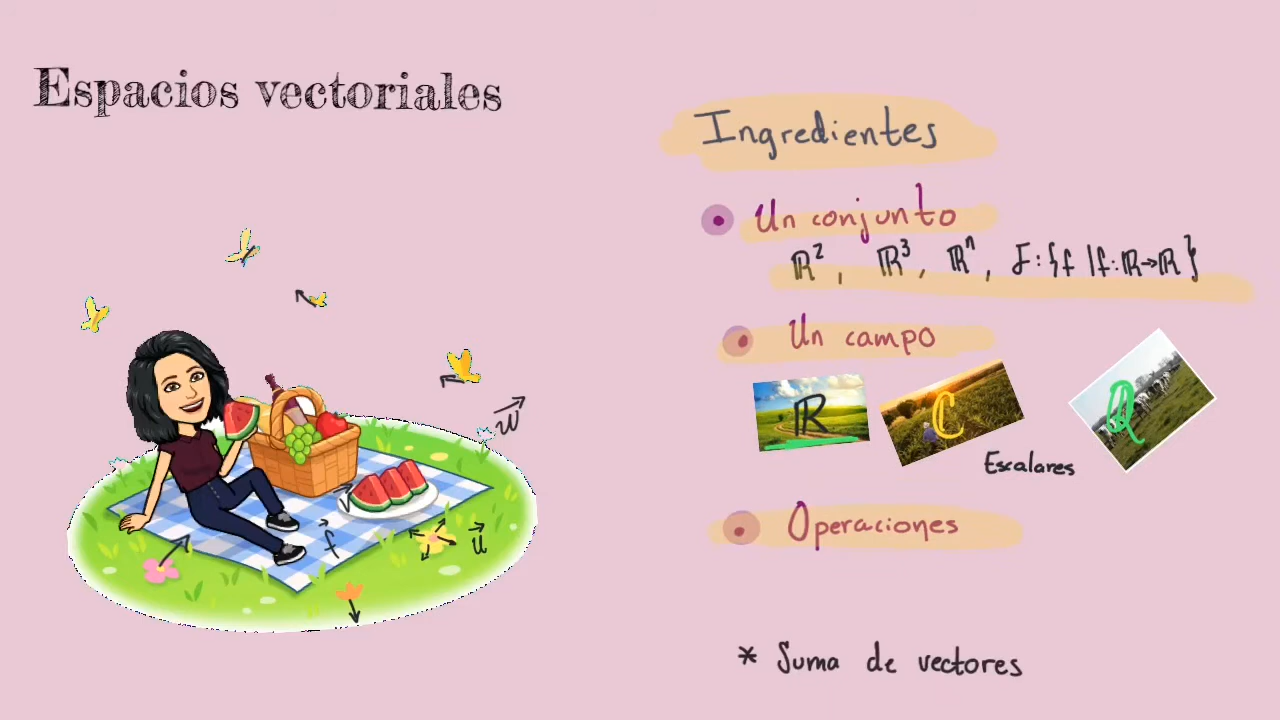 Espacios vectoriales
Ingredientes
• Un conjunto
ℝ², ℝ³, ℝⁿ, F:{f | f:ℝ→ℝ}
• Un campo
ℝ ℂ ℚ
Escalares
• Operaciones
* Suma de vectores
w⃗
v⃗
f⃗
u⃗